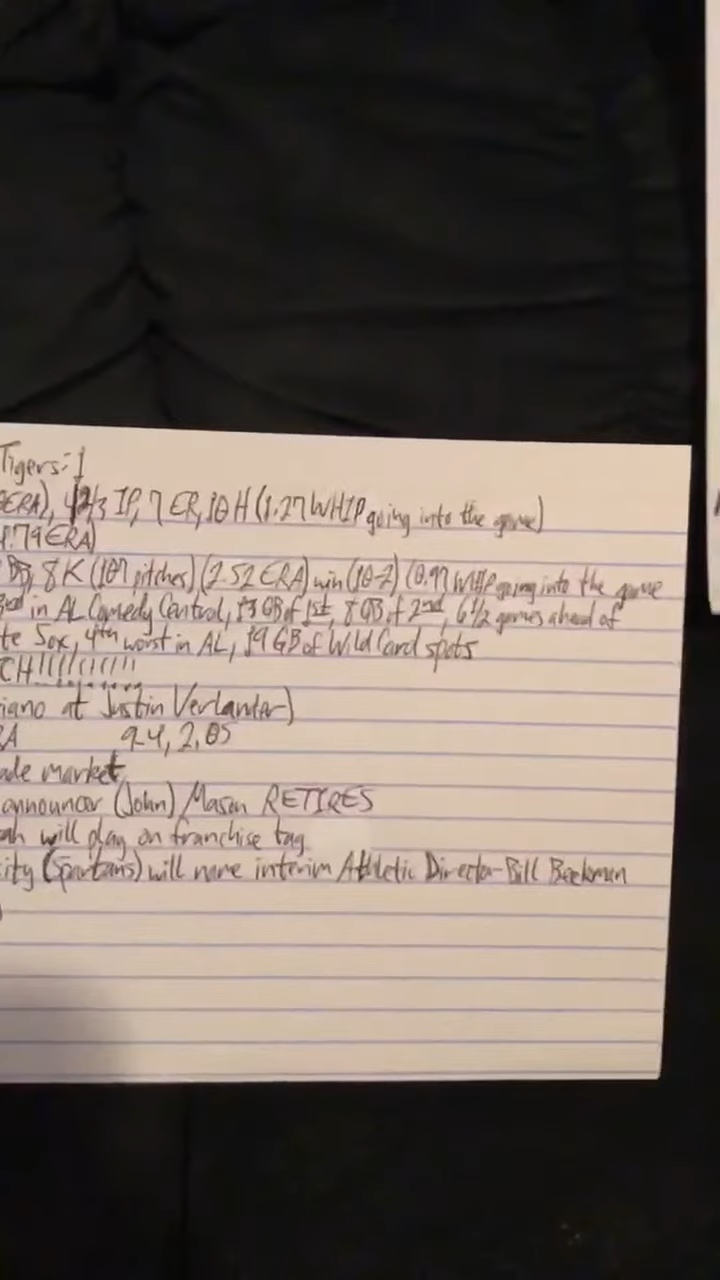 Tigers: 1
ERA), 4 2/3 IP, 7 ER, 10 H (1.27 WHIP going into the game)
.79 ERA)
BB, 8 K (107 pitches) (2.52 ERA) win (10-2) (0.97 WHIP going into the game
in AL Comedy Central, GB of 1st, 8 GB of 2nd, 6 1/2 games ahead of
te Sox, 4th worst in AL, 19 GB of Wild Card spots
CH!!!!!!!!!!
iano at Justin Verlander)
A 9-4, 2.05
ade market
announcer (John) Mason RETIRES
ah will play on franchise tag
ity (Spartans) will name interim Athletic Director-Bill Beekman
)